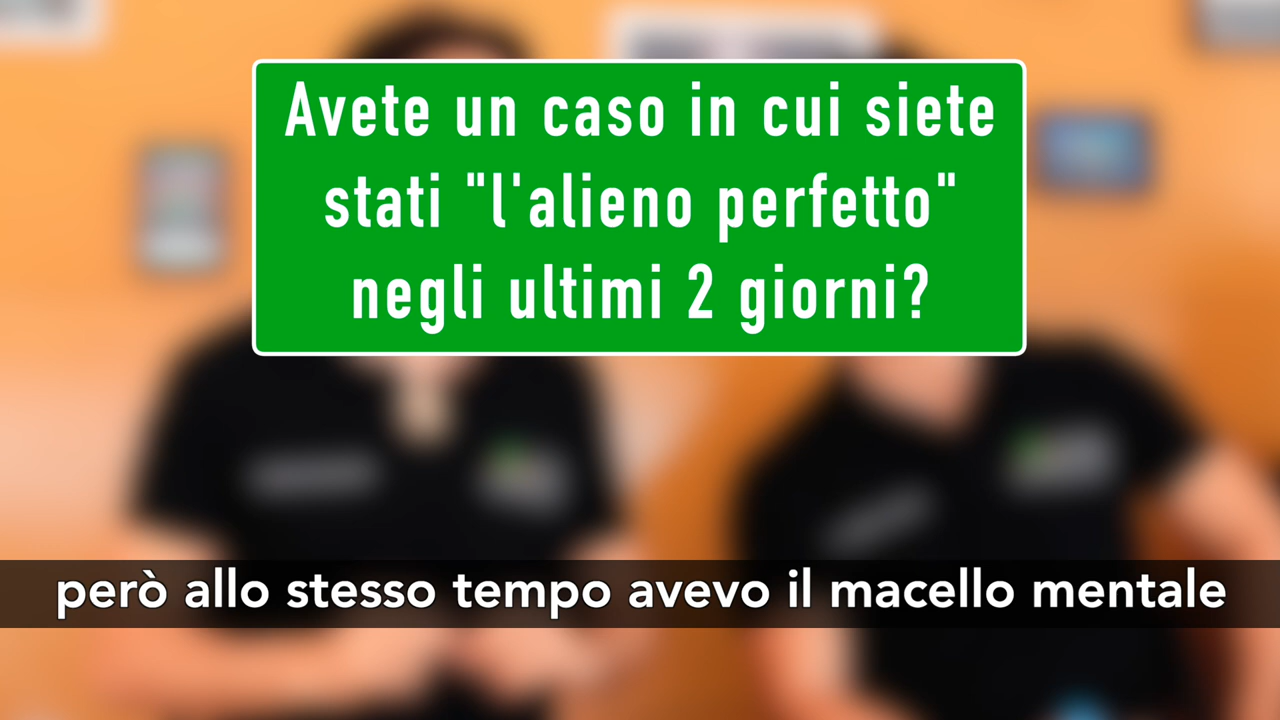 Avete un caso in cui siete
stati "l'alieno perfetto"
negli ultimi 2 giorni?
però allo stesso tempo avevo il macello mentale